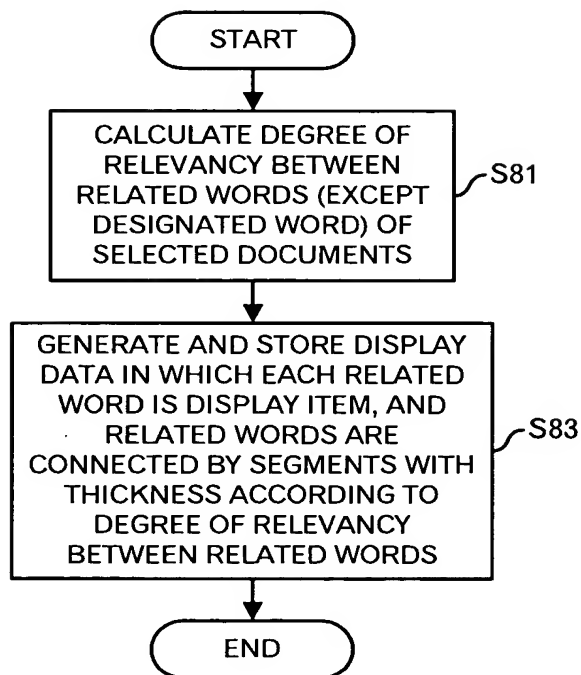 START
CALCULATE DEGREE OF
RELEVANCY BETWEEN
RELATED WORDS (EXCEPT
DESIGNATED WORD) OF
SELECTED DOCUMENTS
S81
GENERATE AND STORE DISPLAY
DATA IN WHICH EACH RELATED
WORD IS DISPLAY ITEM, AND
RELATED WORDS ARE
CONNECTED BY SEGMENTS WITH
THICKNESS ACCORDING TO
DEGREE OF RELEVANCY
BETWEEN RELATED WORDS
S83
END